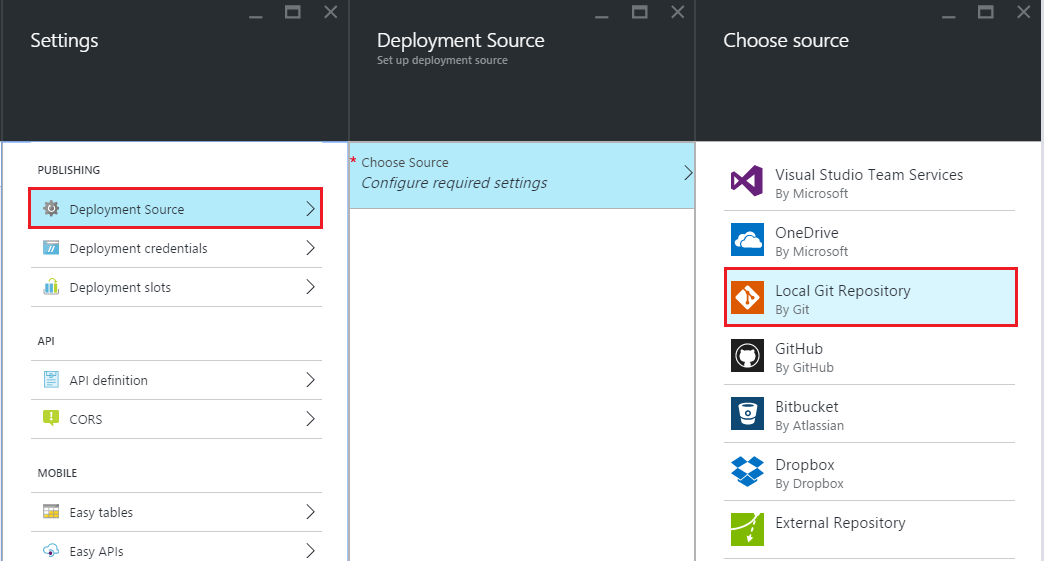 Settings
PUBLISHING
Deployment Source
Deployment credentials
Deployment slots
API
API definition
CORS
MOBILE
Easy tables
Easy APIs
Deployment Source
Set up deployment source
* Choose Source
Configure required settings
Choose source
Visual Studio Team Services
By Microsoft
OneDrive
By Microsoft
Local Git Repository
By Git
GitHub
By GitHub
Bitbucket
By Atlassian
Dropbox
By Dropbox
External Repository